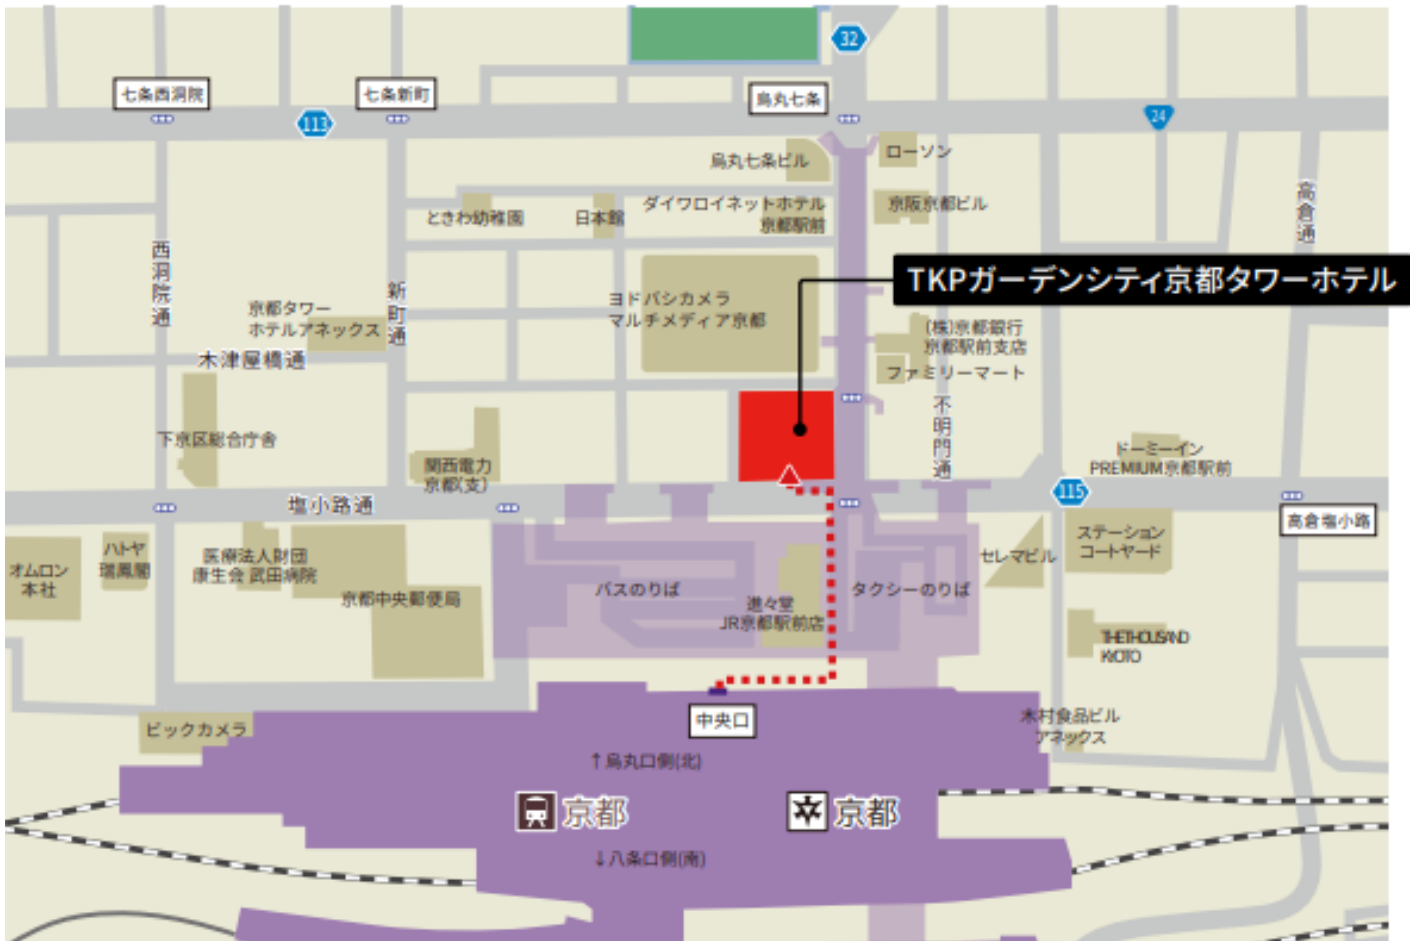 32
七条西洞院
七条新町
烏丸七条
113
24
烏丸七条ビル
ローソン
ときわ幼稚園
日本館
ダイワロイネットホテル
京都駅前
京阪京都ビル
高倉通
西洞院通
新町通
TKPガーデンシティ京都タワーホテル
京都タワー
ホテルアネックス
ヨドバシカメラ
マルチメディア京都
(株)京都銀行
京都駅前支店
木津屋橋通
ファミリーマート
不明門通
下京区総合庁舎
関西電力
京都(支)
ドーミーイン
PREMIUM京都駅前
115
塩小路通
高倉塩小路
オムロン
本社
ハトヤ
瑞鳳閣
医療法人財団
康生会 武田病院
京都中央郵便局
バスのりば
進々堂
JR京都駅前店
タクシーのりば
セレマビル
ステーション
コートヤード
THETHOUSAND
KYOTO
ビックカメラ
中央口
木村食品ビル
アネックス
↑烏丸口側(北)
京都
京都
↓八条口側(南)